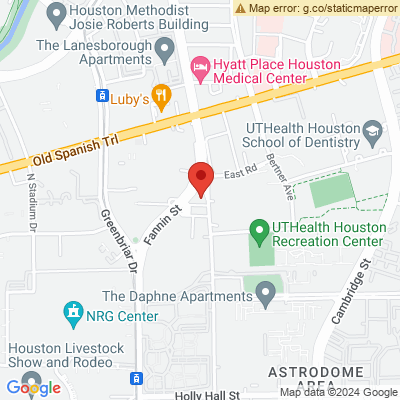 Map error: g.co/staticmaperror
Houston Methodist
Josie Roberts Building
The Lanesborough
Apartments
Hyatt Place Houston
Medical Center
Luby's
Old Spanish Trl
UTHealth Houston
School of Dentistry
East Rd
Bertner Ave
N Stadium Dr
Greenbriar Dr
Fannin St
UTHealth Houston
Recreation Center
Cambridge St
The Daphne Apartments
NRG Center
Houston Livestock
Show and Rodeo
ASTRODOME
AREA
Google
Holly Hall St
Map data ©2024 Google